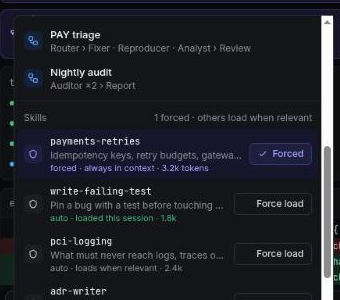 PAY triage
Router › Fixer · Reproducer · Analyst › Review
Nightly audit
Auditor ×2 › Report
Skills 1 forced · others load when relevant
payments-retries
Idempotency keys, retry budgets, gatewa...
forced · always in context · 3.2k tokens
✓ Forced
write-failing-test
Pin a bug with a test before touching ...
auto · loaded this session · 1.8k
Force load
pci-logging
What must never reach logs, traces o...
auto · loads when relevant · 2.4k
Force load
adr-writer